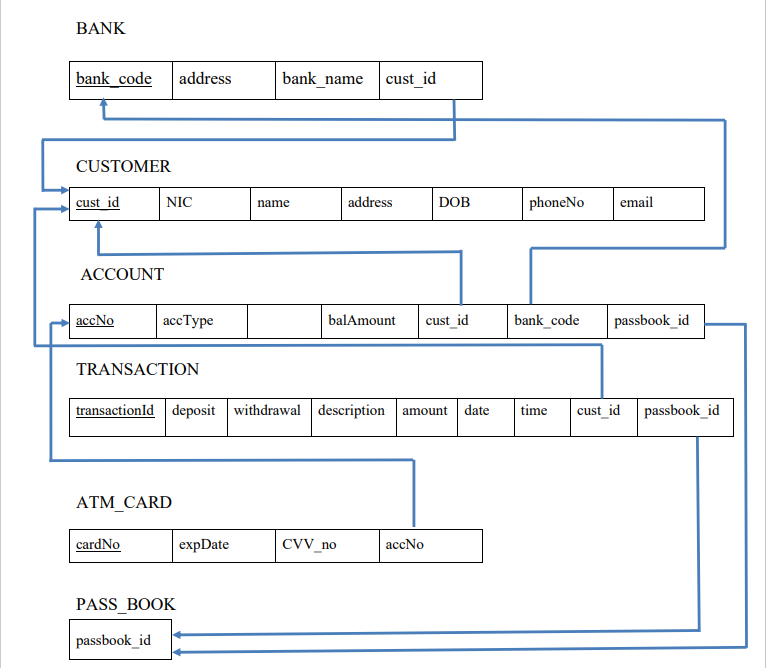 BANK
bank_code address bank_name cust_id
CUSTOMER
cust_id NIC name address DOB phoneNo email
ACCOUNT
accNo accType balAmount cust_id bank_code passbook_id
TRANSACTION
transactionId deposit withdrawal description amount date time cust_id passbook_id
ATM_CARD
cardNo expDate CVV_no accNo
PASS_BOOK
passbook_id